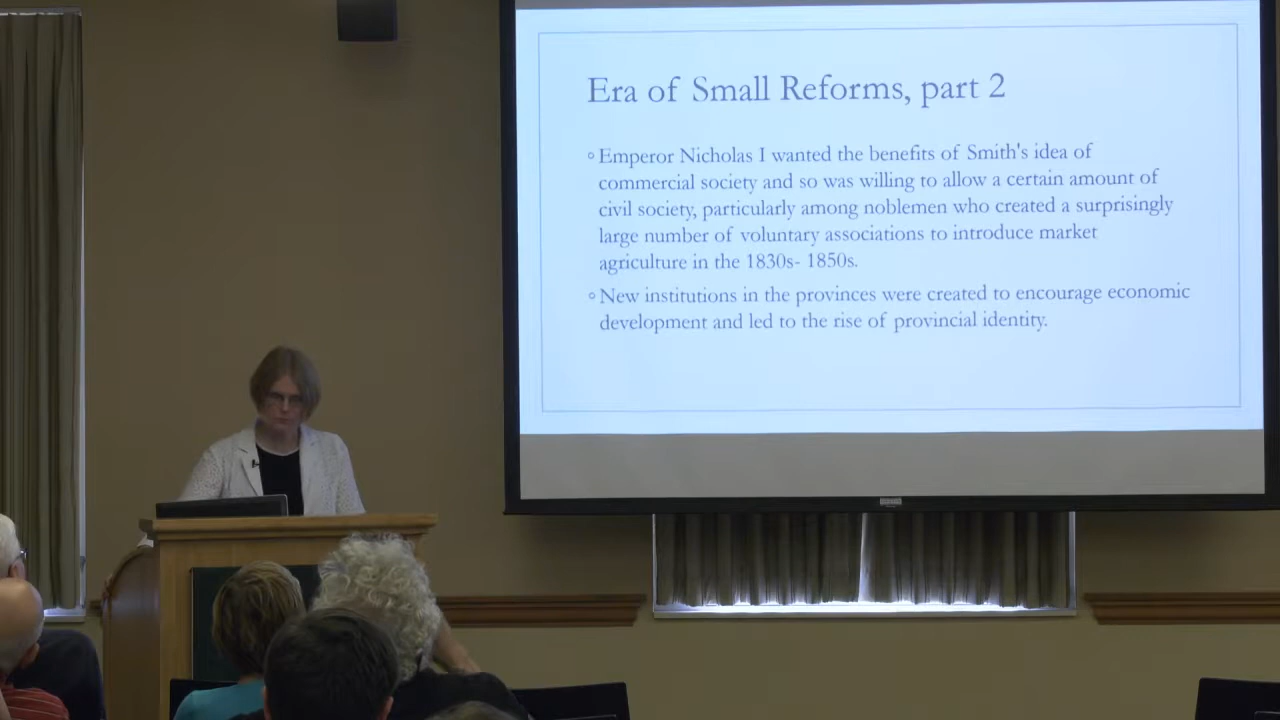 Era of Small Reforms, part 2
Emperor Nicholas I wanted the benefits of Smith's idea of
commercial society and so was willing to allow a certain amount of
civil society, particularly among noblemen who created a surprisingly
large number of voluntary associations to introduce market
agriculture in the 1830s- 1850s.
New institutions in the provinces were created to encourage economic
development and led to the rise of provincial identity.